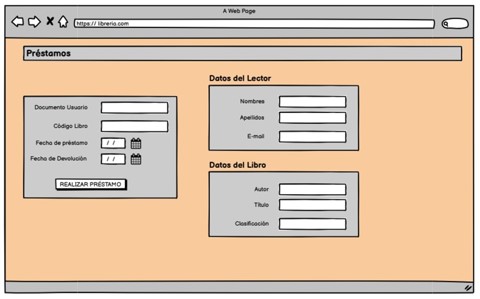 A Web Page
https:// libreria.com
Préstamos
Documento Usuario
Código Libro
Fecha de préstamo
/ /
Fecha de Devolución
/ /
REALIZAR PRÉSTAMO
Datos del Lector
Nombres
Apellidos
E-mail
Datos del Libro
Autor
Título
Clasificación